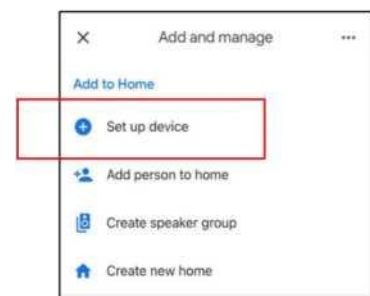 Add and manage
Add to Home
Set up device
Add person to home
Create speaker group
Create new home